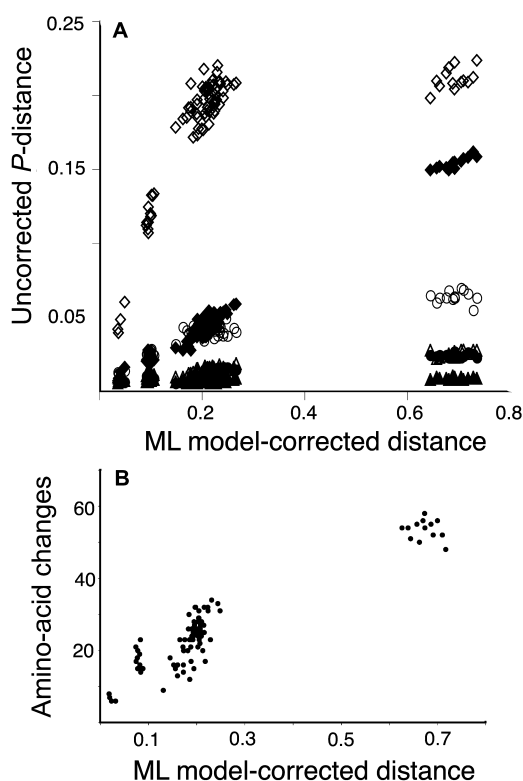 A
0.25
0.15
0.05
Uncorrected P-distance
0.2 0.4 0.6 0.8
ML model-corrected distance
B
60
40
20
Amino-acid changes
0.1 0.3 0.5 0.7
ML model-corrected distance